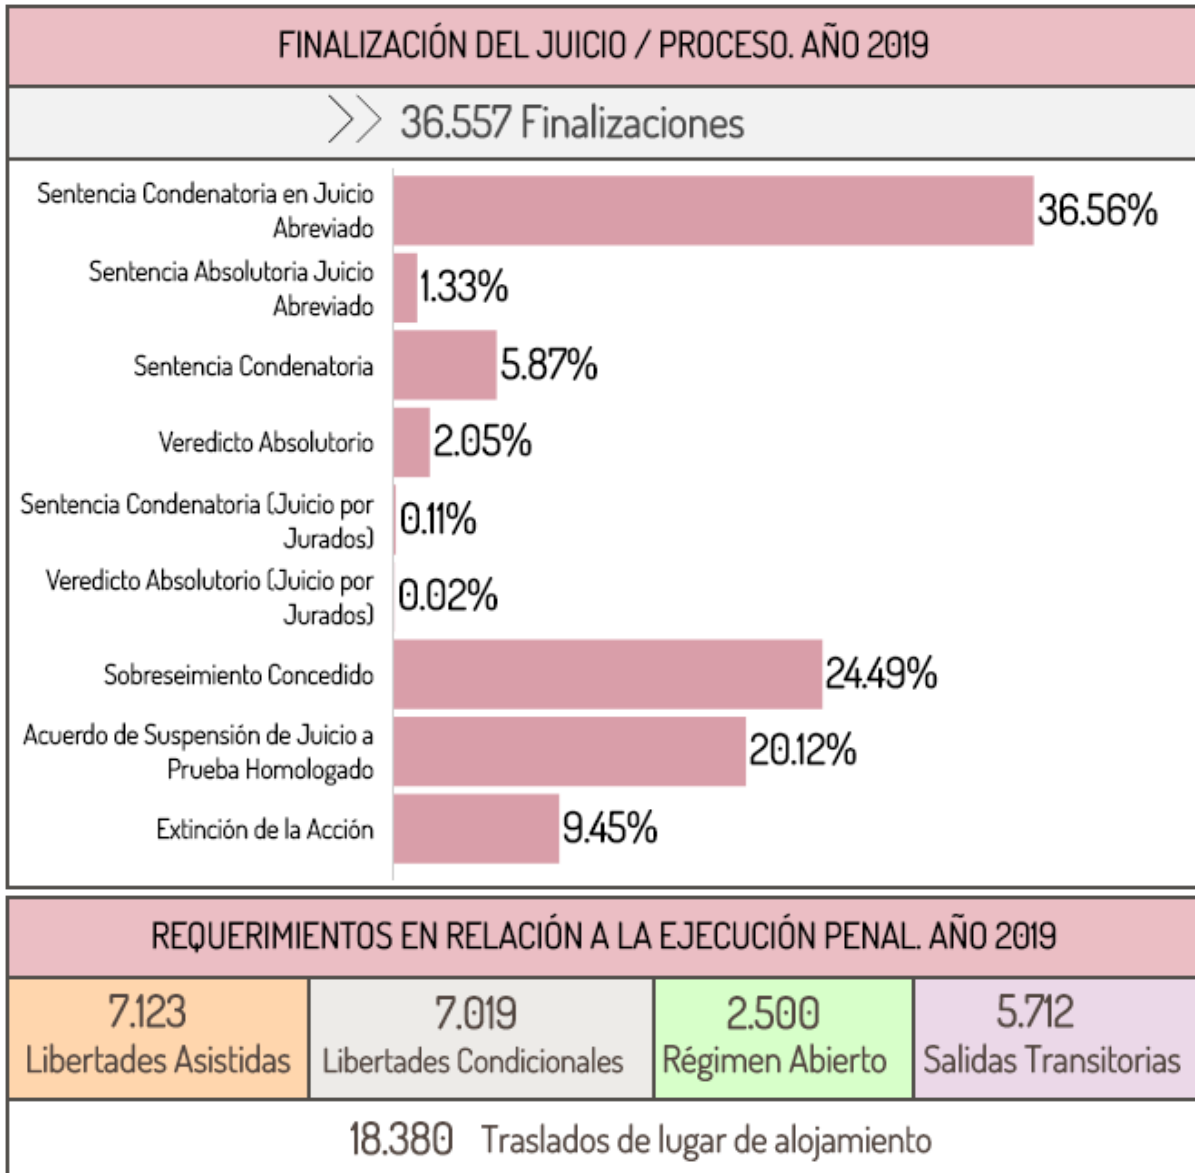 FINALIZACIÓN DEL JUICIO / PROCESO. AÑO 2019
36.557 Finalizaciones
Sentencia Condenatoria en Juicio
Abreviado
36.56%
Sentencia Absolutoria Juicio
Abreviado
1.33%
Sentencia Condenatoria
5.87%
Veredicto Absolutorio
2.05%
Sentencia Condenatoria (Juicio por
Jurados)
0.11%
Veredicto Absolutorio (Juicio por
Jurados)
0.02%
Sobreseimiento Concedido
24.49%
Acuerdo de Suspensión de Juicio a
Prueba Homologado
20.12%
Extinción de la Acción
9.45%
REQUERIMIENTOS EN RELACIÓN A LA EJECUCIÓN PENAL. AÑO 2019
7.123
Libertades Asistidas
7.019
Libertades Condicionales
2.500
Régimen Abierto
5.712
Salidas Transitorias
18.380 Traslados de lugar de alojamiento